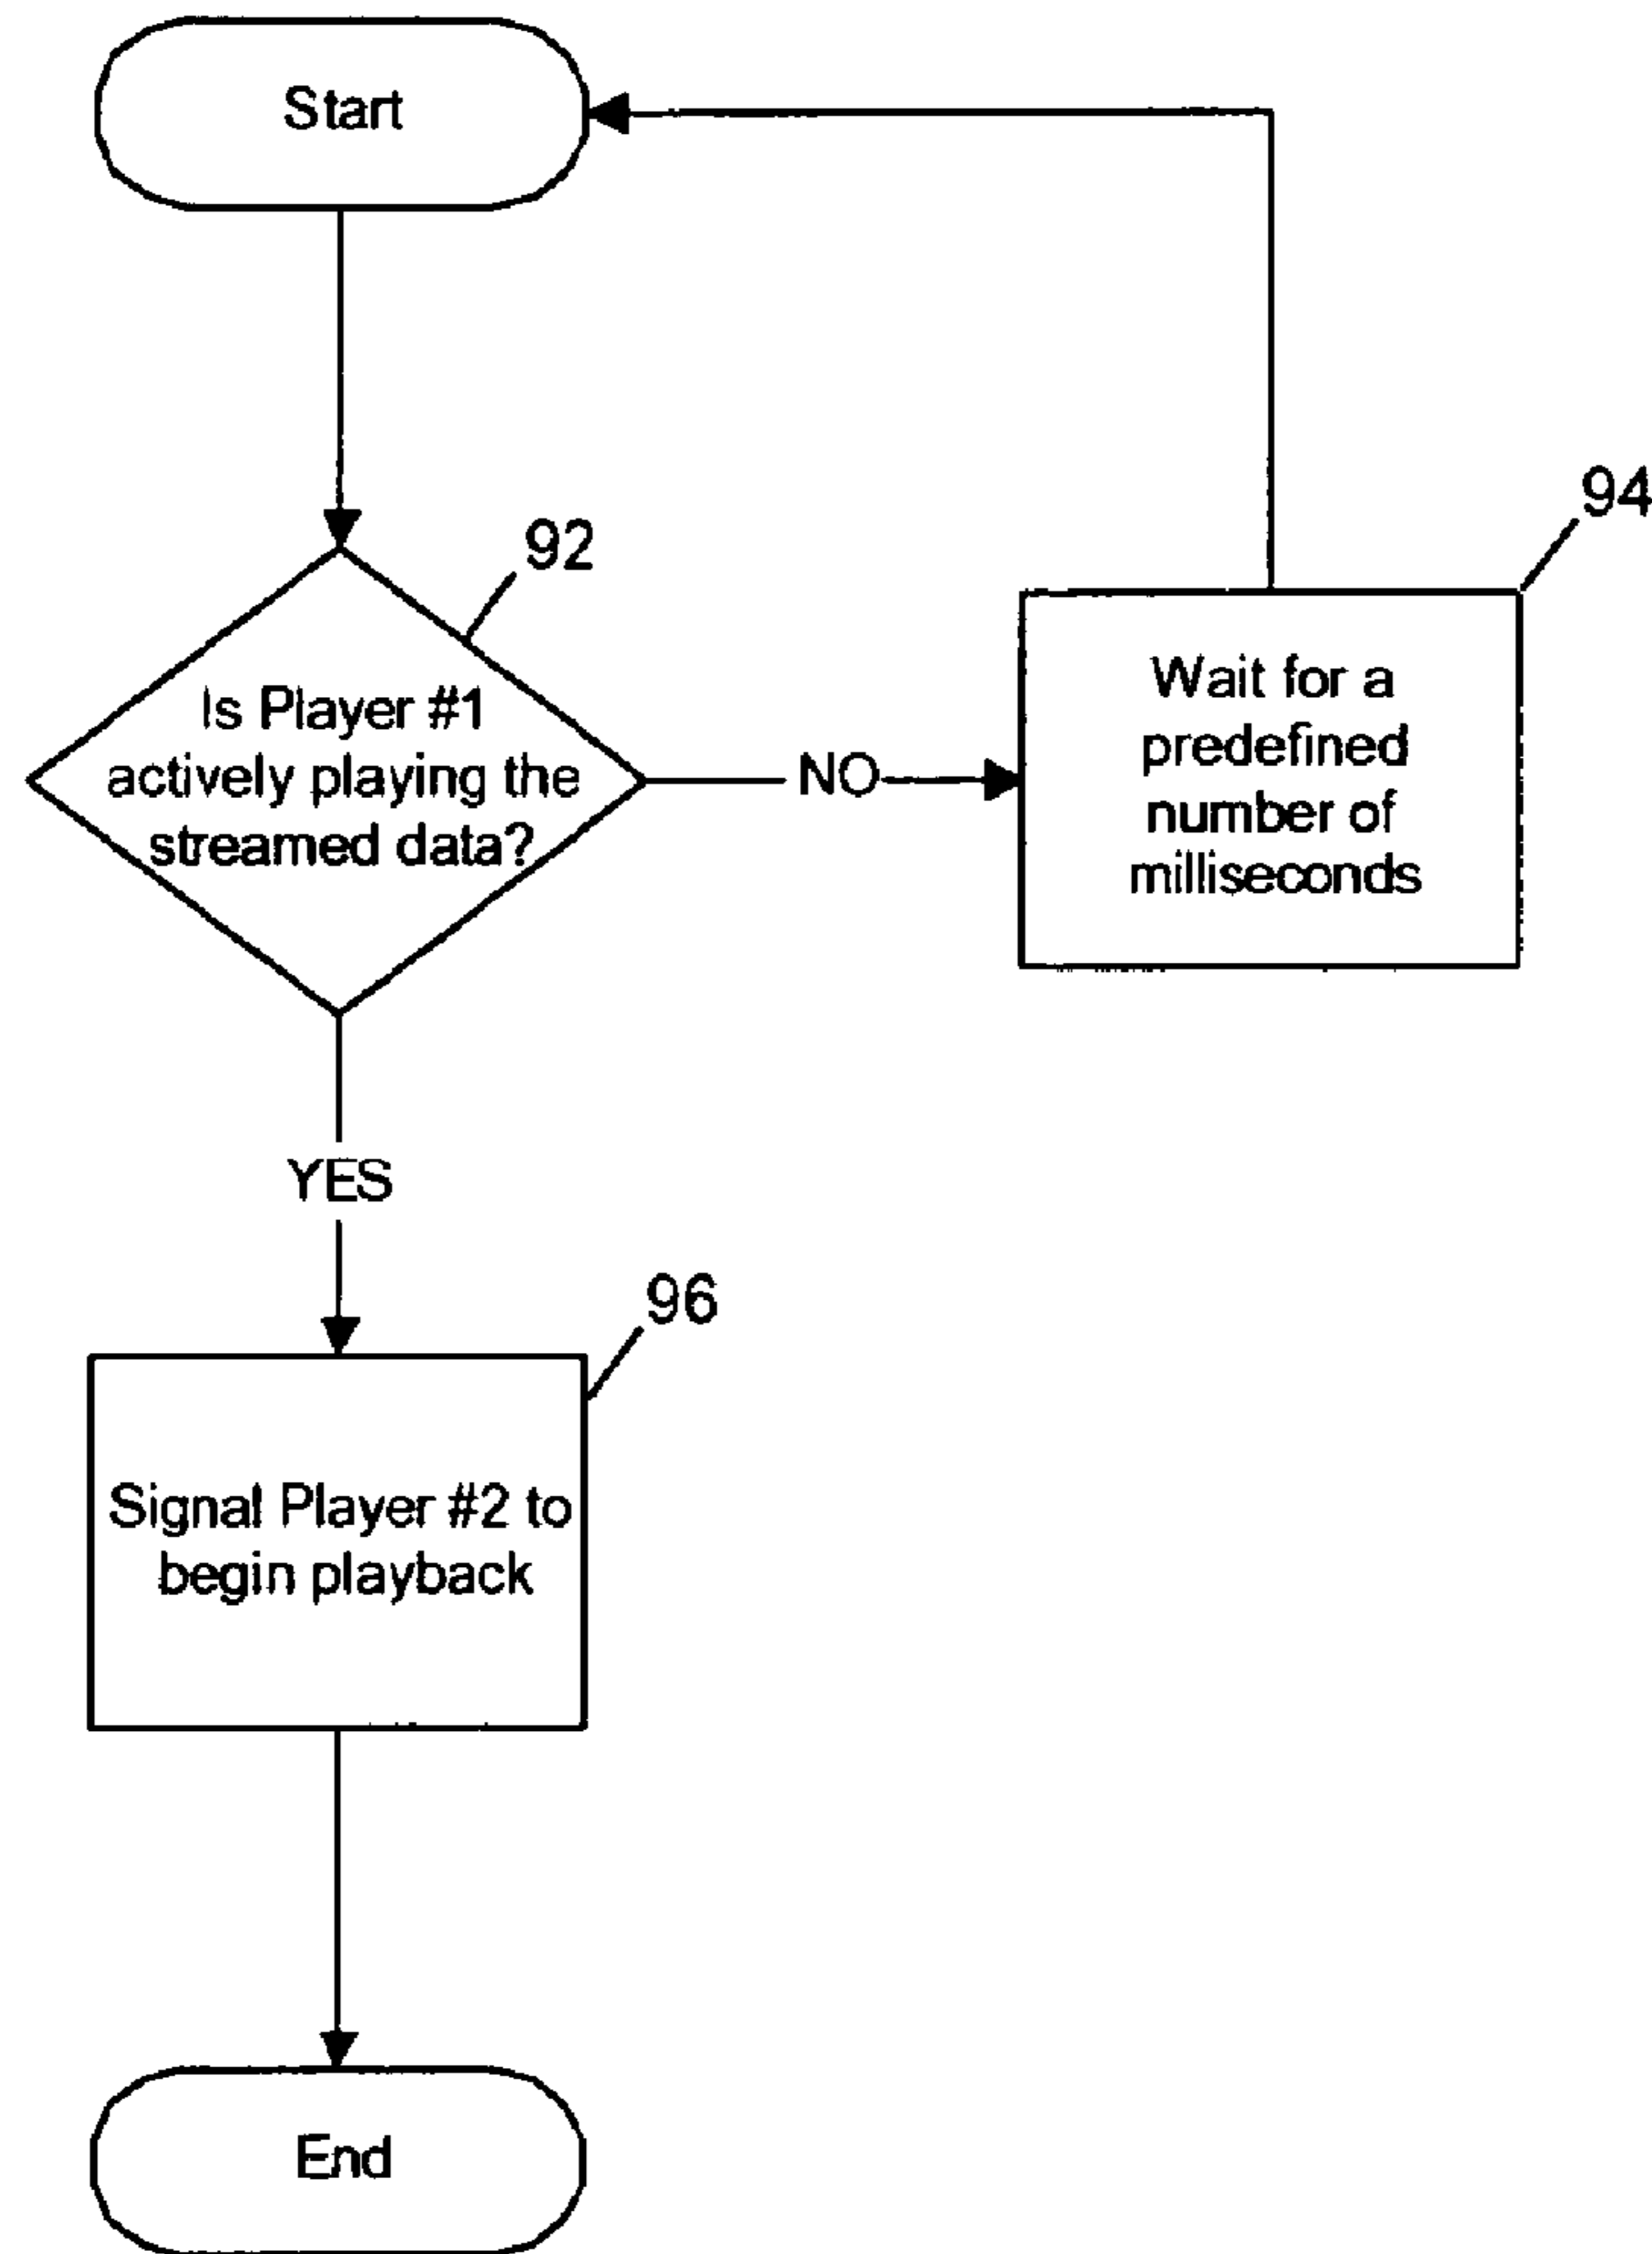 Start
92
Is Player #1
actively playing the
streamed data?
NO
94
Wait for a
predefined
number of
milliseconds
YES
96
Signal Player #2 to
begin playback
End